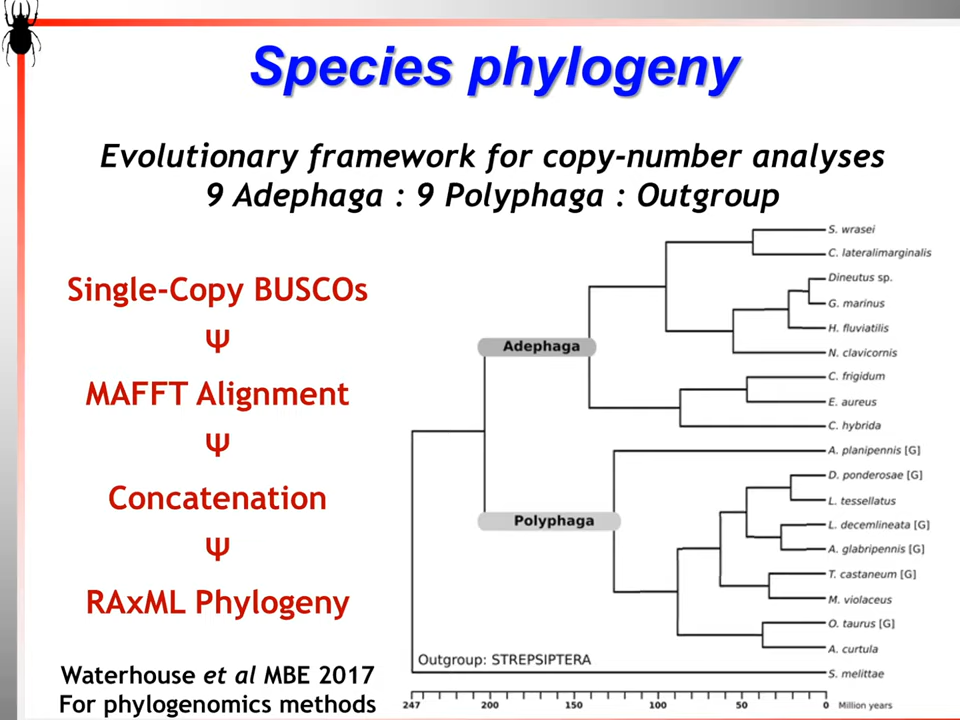 Species phylogeny
Evolutionary framework for copy-number analyses
9 Adephaga : 9 Polyphaga : Outgroup
Single-Copy BUSCOs
Ψ
MAFFT Alignment
Ψ
Concatenation
Ψ
RAxML Phylogeny
Waterhouse et al MBE 2017
For phylogenomics methods
S. wrasei
C. lateralimarginalis
Dineutus sp.
G. marinus
H. fluviatilis
N. clavicornis
Adephaga
C. frigidum
E. aureus
C. hybrida
A. planipennis [G]
D. ponderosae [G]
L. tessellatus
Polyphaga
L. decemlineata [G]
A. glabripennis [G]
T. castaneum [G]
M. violaceus
O. taurus [G]
A. curtula
Outgroup: STREPSIPTERA
S. melittae
247 200 150 100 50 0 Million years